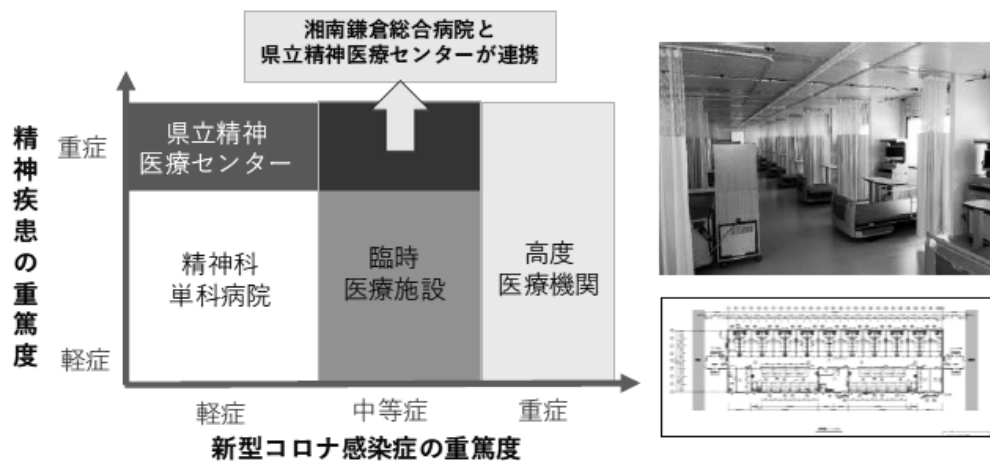 湘南鎌倉総合病院と
県立精神医療センターが連携
精神疾患の重篤度
重症
軽症
県立精神
医療センター
精神科
単科病院
臨時
医療施設
高度
医療機関
軽症
中等症
重症
新型コロナ感染症の重篤度